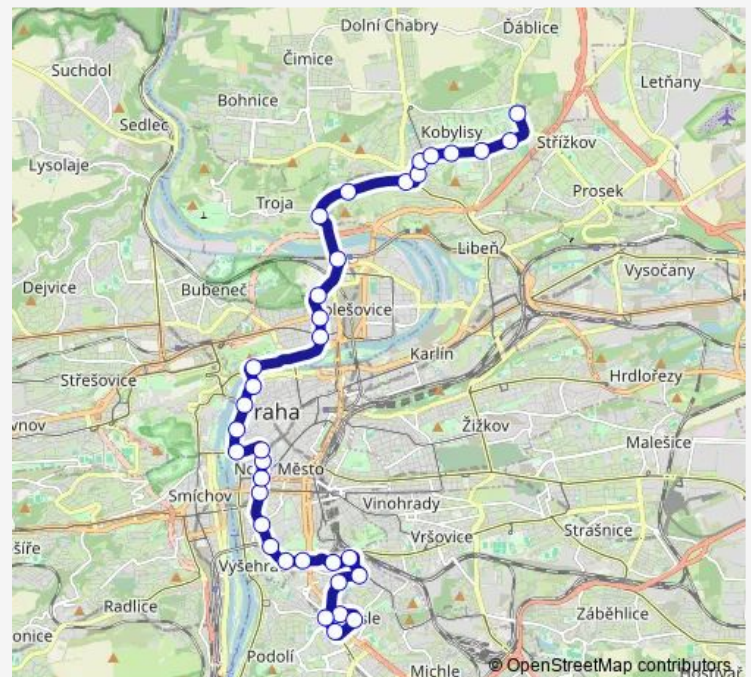 Dolní Chabry
Ďáblice
Suchdol
Čimice
Letňany
Bohnice
Sedlec
Kobylisy
Střížkov
Lysolaje
Troja
Prosek
Libeň
Vysočany
Dejvice
Bubeneč
olešovice
Karlín
Střešovice
Hrdlořezy
vnov
raha
Žižkov
Malešice
No
Město
Smíchov
Vinohrady
Strašnice
Vršovice
šíře
Vyšehra
Radlice
sle
Záběhlice
onice
Podolí
Michle
© OpenStreetMap contributors
Hostivař